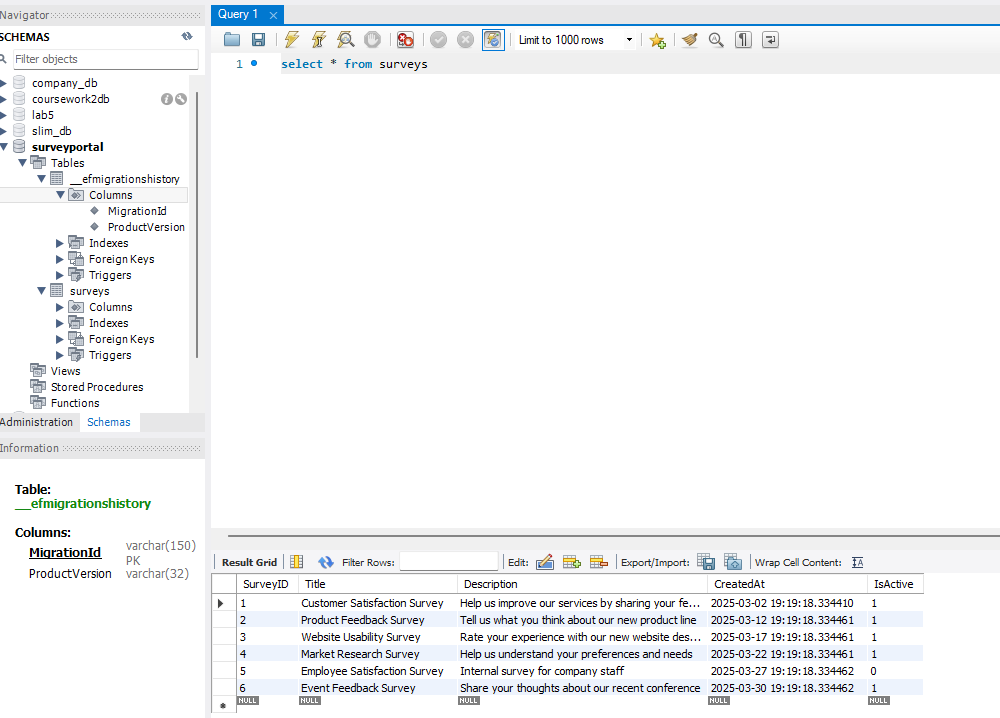 Navigator
SCHEMAS
Filter objects
company_db
coursework2db
lab5
slim_db
surveyportal
Tables
__efmigrationshistory
Columns
MigrationId
ProductVersion
Indexes
Foreign Keys
Triggers
surveys
Columns
Indexes
Foreign Keys
Triggers
Views
Stored Procedures
Functions
Administration Schemas
Information
Table:
__efmigrationshistory
Columns:
MigrationId varchar(150)
PK
ProductVersion varchar(32)
Query 1
Limit to 1000 rows
1 select * from surveys
Result Grid Filter Rows: Edit: Export/Import: Wrap Cell Content: IA
SurveyID Title Description CreatedAt IsActive
1 Customer Satisfaction Survey Help us improve our services by sharing your fe... 2025-03-02 19:19:18.334410 1
2 Product Feedback Survey Tell us what you think about our new product line 2025-03-12 19:19:18.334461 1
3 Website Usability Survey Rate your experience with our new website des... 2025-03-17 19:19:18.334461 1
4 Market Research Survey Help us understand your preferences and needs 2025-03-22 19:19:18.334461 1
5 Employee Satisfaction Survey Internal survey for company staff 2025-03-27 19:19:18.334462 0
6 Event Feedback Survey Share your thoughts about our recent conference 2025-03-30 19:19:18.334462 1
NULL NULL NULL NULL NULL